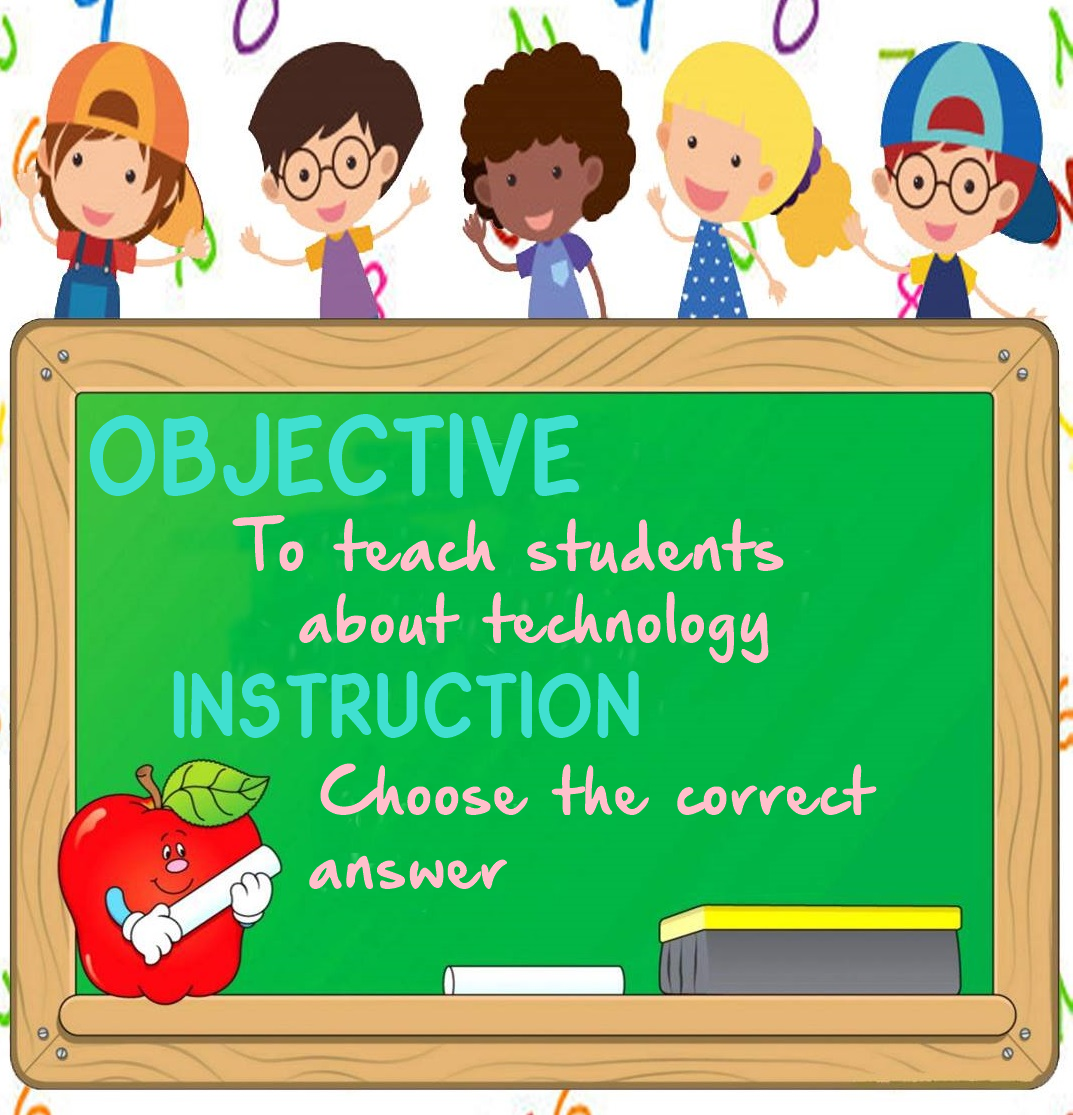 OBJECTIVE
To teach students
about technology
INSTRUCTION
Choose the correct
answer